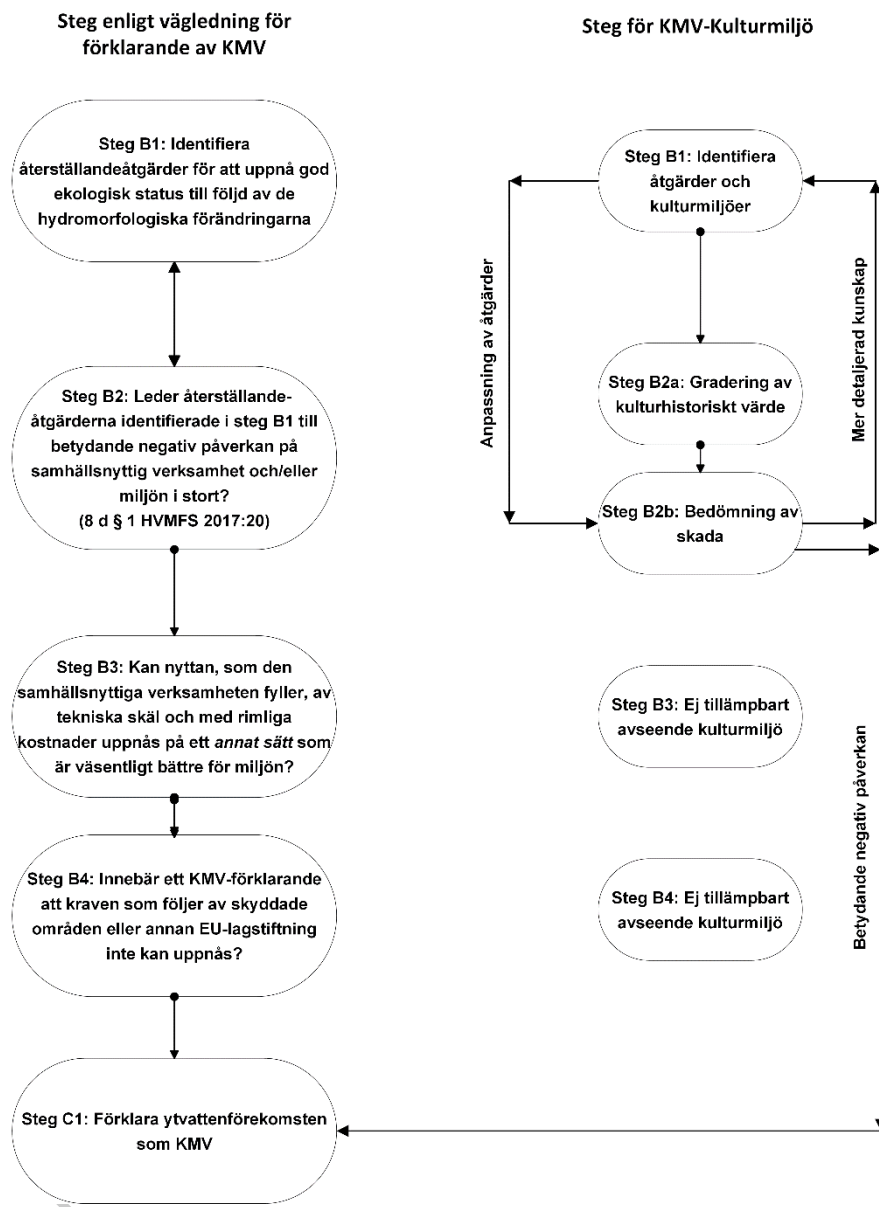 Steg enligt vägledning för
förklarande av KMV
Steg B1: Identifiera
återställandeåtgärder för att uppnå god
ekologisk status till följd av de
hydromorfologiska förändringarna
Steg B2: Leder återställande-
åtgärderna identifierade i steg B1 till
betydande negativ påverkan på
samhällsnyttig verksamhet och/eller
miljön i stort?
(8 d § 1 HVMFS 2017:20)
Steg B3: Kan nyttan, som den
samhällsnyttiga verksamheten fyller, av
tekniska skäl och med rimliga
kostnader uppnås på ett annat sätt som
är väsentligt bättre för miljön?
Steg B4: Innebär ett KMV-förklarande
att kraven som följer av skyddade
områden eller annan EU-lagstiftning
inte kan uppnås?
Steg C1: Förklara ytvattenförekomsten
som KMV
Steg för KMV-Kulturmiljö
Steg B1: Identifiera
åtgärder och
kulturmiljöer
Anpassning av åtgärder
Mer detaljerad kunskap
Steg B2a: Gradering av
kulturhistoriskt värde
Steg B2b: Bedömning av
skada
Steg B3: Ej tillämpbart
avseende kulturmiljö
Steg B4: Ej tillämpbart
avseende kulturmiljö
Betydande negativ påverkan